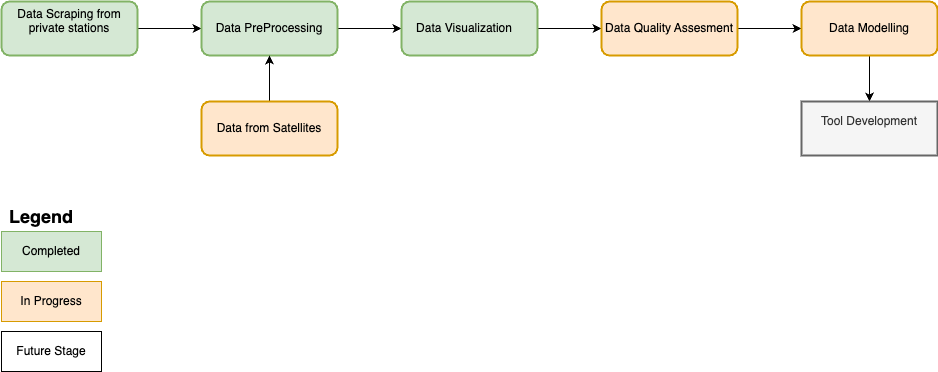 Data Scraping from
private stations
Data PreProcessing
Data Visualization
Data Quality Assesment
Data Modelling
Data from Satellites
Tool Development
Legend
Completed
In Progress
Future Stage